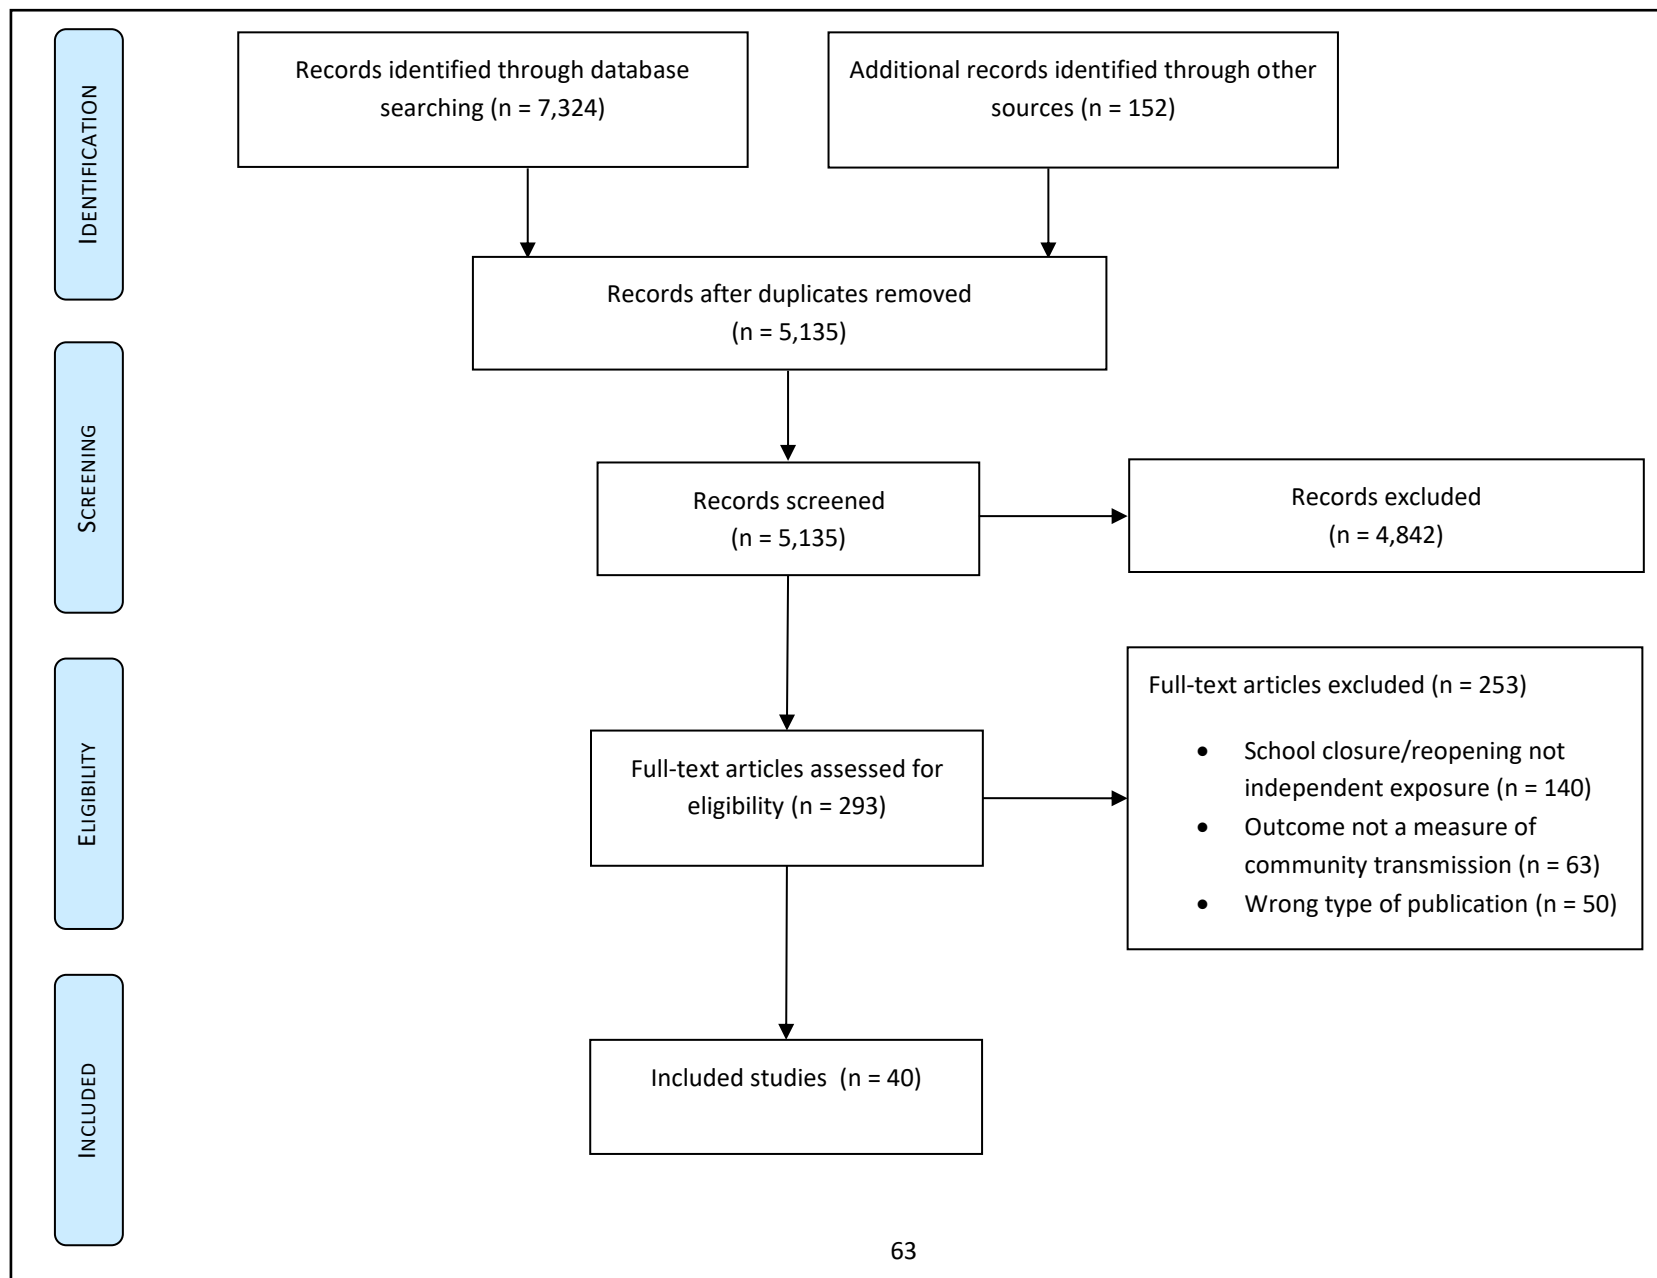 IDENTIFICATION
Records identified through database
searching (n = 7,324)
Additional records identified through other
sources (n = 152)
Records after duplicates removed
(n = 5,135)
SCREENING
Records screened
(n = 5,135)
Records excluded
(n = 4,842)
ELIGIBILITY
Full-text articles assessed for
eligibility (n = 293)
Full-text articles excluded (n = 253)
• School closure/reopening not
independent exposure (n = 140)
• Outcome not a measure of
community transmission (n = 63)
• Wrong type of publication (n = 50)
INCLUDED
Included studies  (n = 40)
63